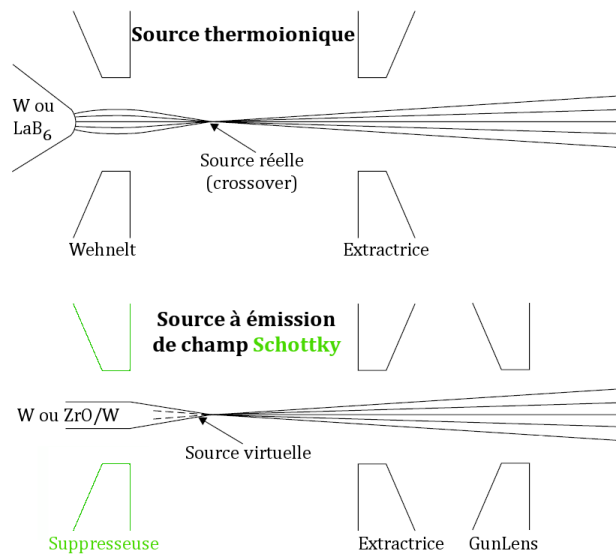 Source thermoionique
W ou
LaB₆
Source réelle
(crossover)
Wehnelt
Extractrice
Source à émission
de champ Schottky
W ou ZrO/W
Source virtuelle
Suppresseuse
Extractrice
GunLens